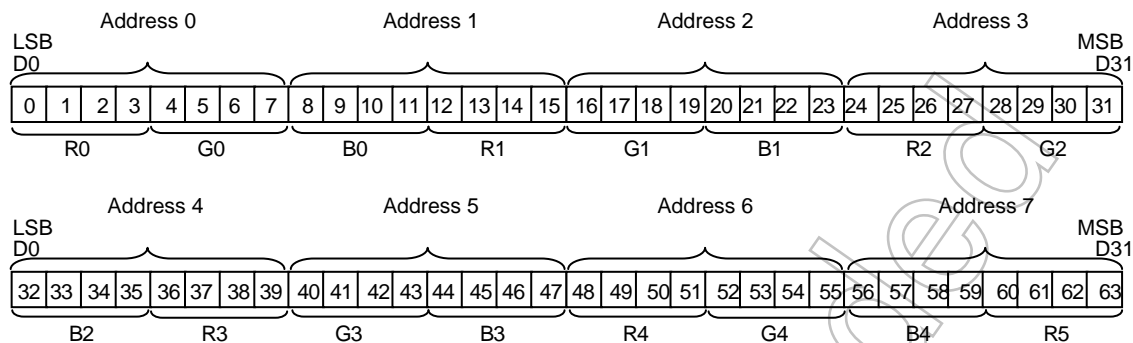 Address 0 Address 1 Address 2 Address 3
LSB MSB
D0 D31
0 1 2 3 4 5 6 7 8 9 10 11 12 13 14 15 16 17 18 19 20 21 22 23 24 25 26 27 28 29 30 31
R0 G0 B0 R1 G1 B1 R2 G2
Address 4 Address 5 Address 6 Address 7
LSB MSB
D0 D31
32 33 34 35 36 37 38 39 40 41 42 43 44 45 46 47 48 49 50 51 52 53 54 55 56 57 58 59 60 61 62 63
B2 R3 G3 B3 R4 G4 B4 R5
ded